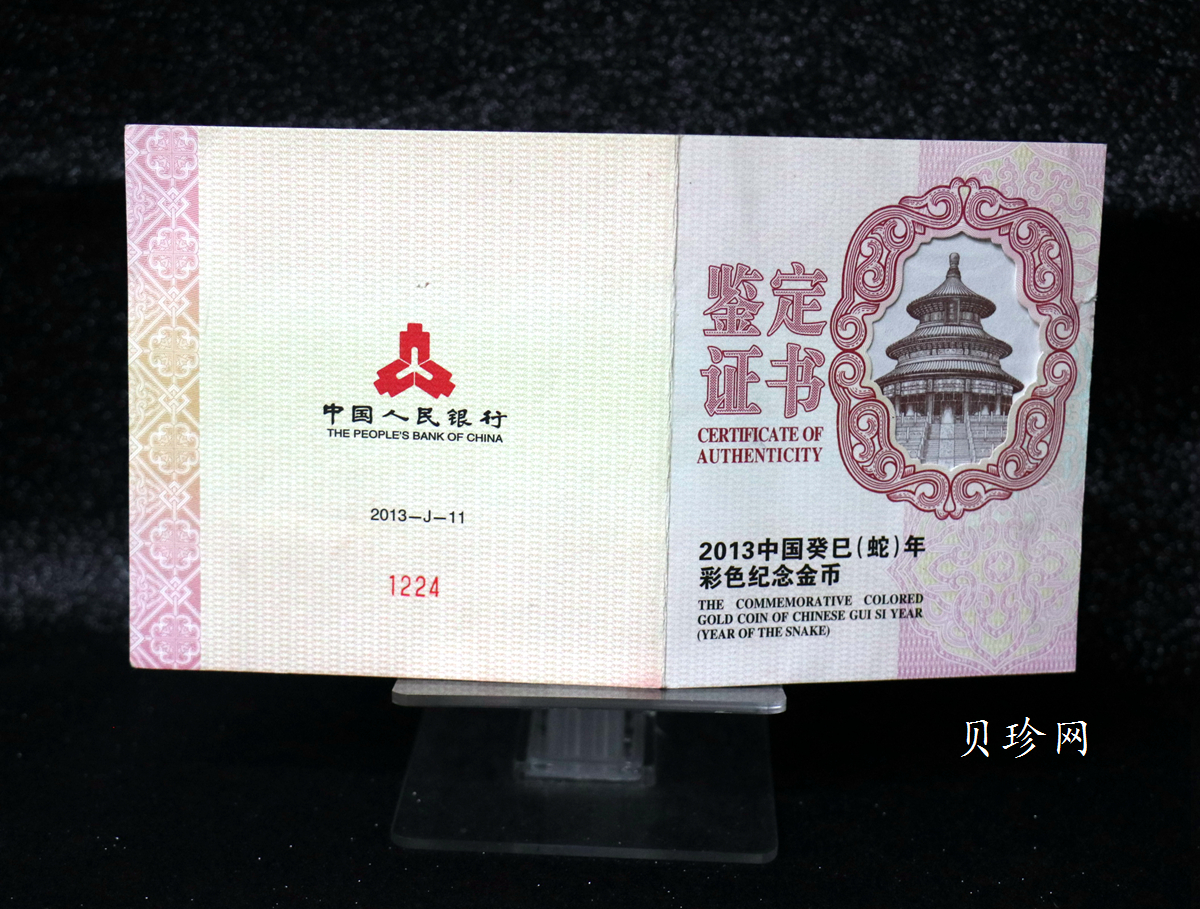 中国人民银行
THE PEOPLE'S BANK OF CHINA
2013—J—11
1224
鉴定
证书
CERTIFICATE OF
AUTHENTICITY
2013中国癸巳(蛇)年
彩色纪念金币
THE COMMEMORATIVE COLORED
GOLD COIN OF CHINESE GUI SI YEAR
(YEAR OF THE SNAKE)
贝珍网